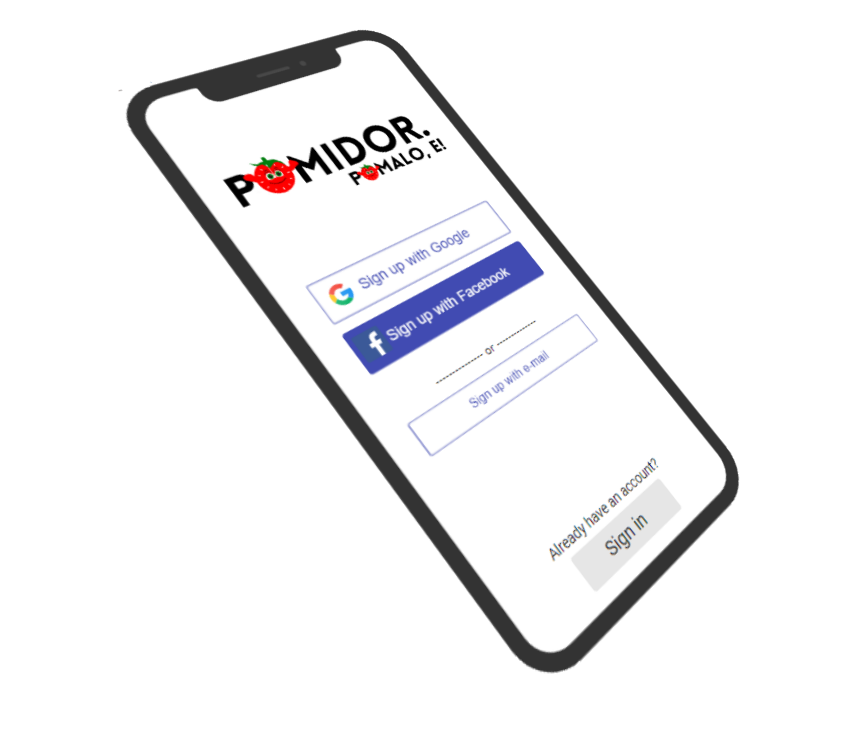 POMIDOR.
POMALO, E!
Sign up with Google
Sign up with Facebook
-------------- or ------------
Sign up with e-mail
Already have an account?
Sign in